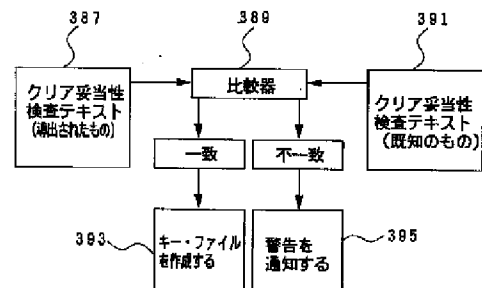 387
389
391
クリア妥当性
検査テキスト
(導出されたもの)
比較器
クリア妥当性
検査テキスト
(既知のもの)
一致
不一致
393
キー・ファイル
を作成する
警告を
通知する
395